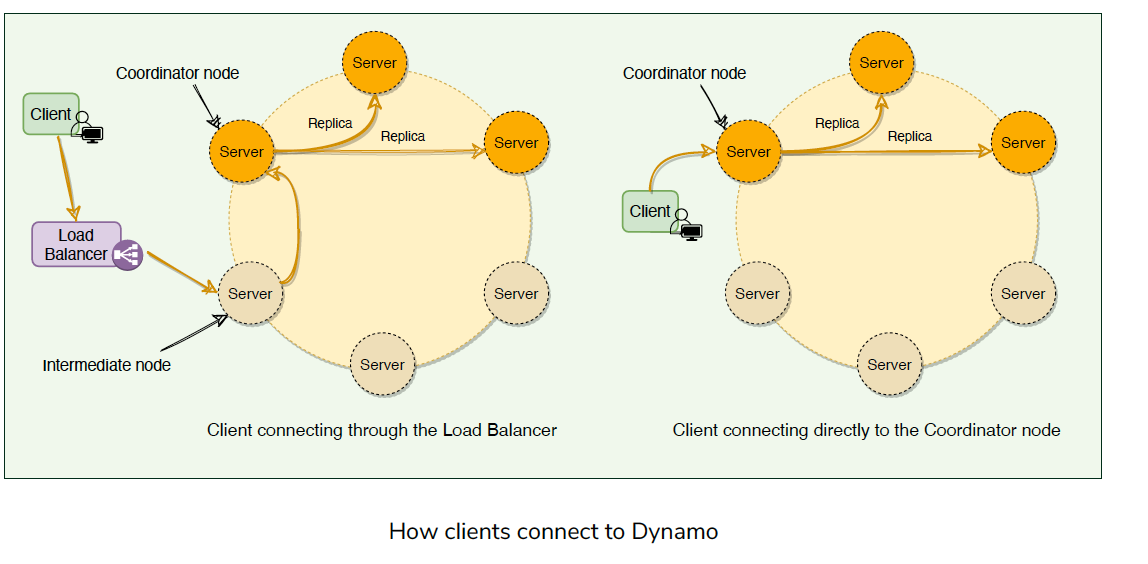 Coordinator node
Server
Client
Replica
Replica
Server
Server
Load
Balancer
Server
Server
Intermediate node
Server
Client connecting through the Load Balancer
Coordinator node
Server
Replica
Replica
Server
Server
Client
Server
Server
Server
Client connecting directly to the Coordinator node
How clients connect to Dynamo